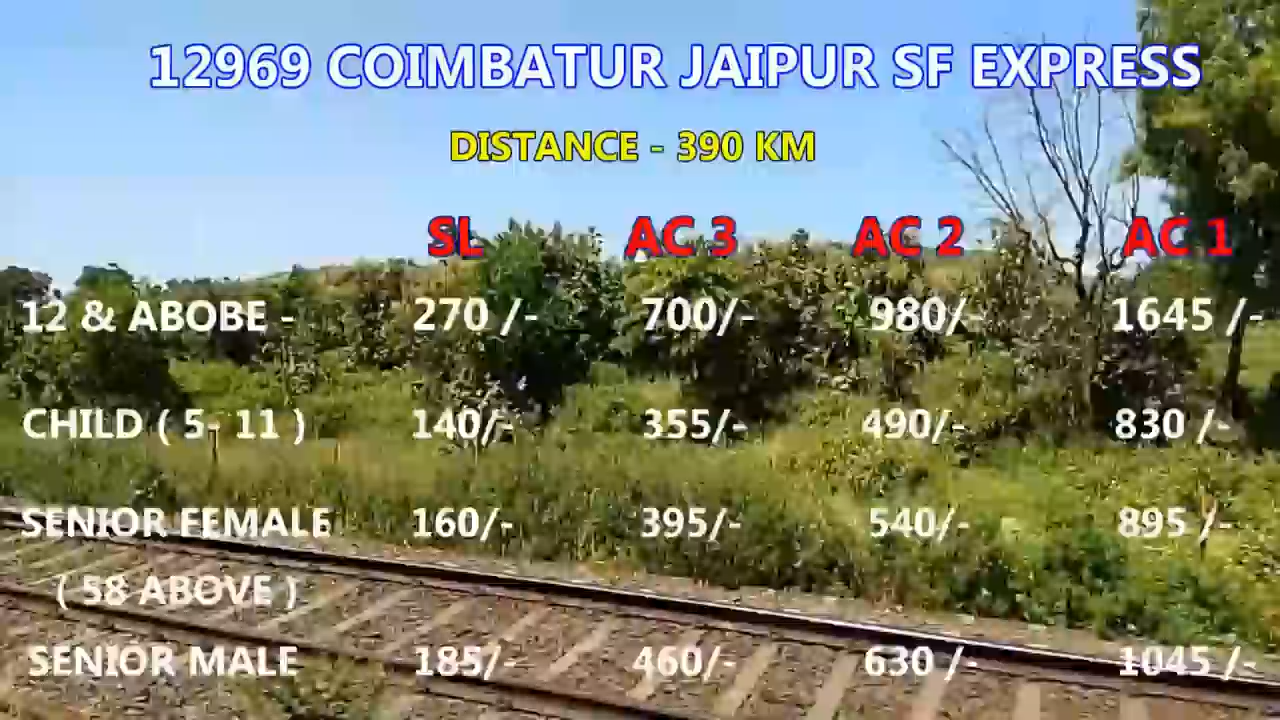 12969 COIMBATUR JAIPUR SF EXPRESS
DISTANCE - 390 KM
SL AC 3 AC 2 AC 1
12 & ABOBE - 270 /- 700/- 980/- 1645 /-
CHILD ( 5- 11 ) 140/- 355/- 490/- 830 /-
SENIOR FEMALE 160/- 395/- 540/- 895 /-
( 58 ABOVE )
SENIOR MALE 185/- 460/- 630 /- 1045 /-